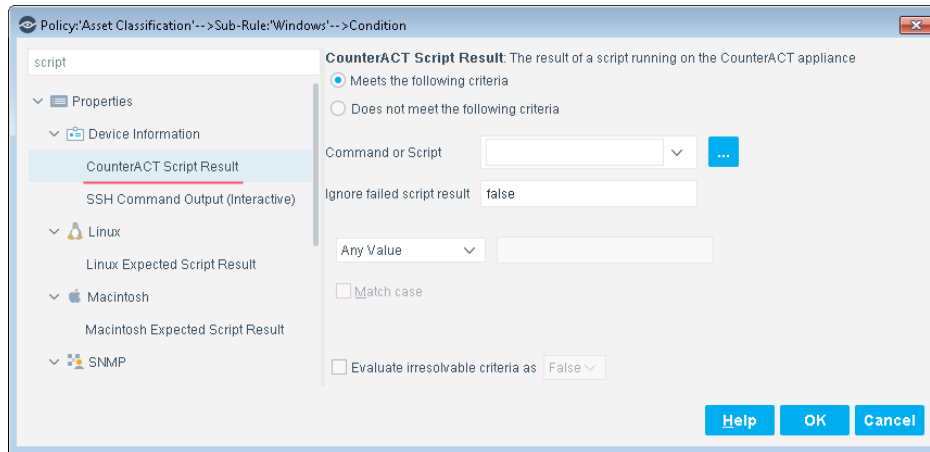 Policy:'Asset Classification'-->Sub-Rule:'Windows'-->Condition
script
Properties
Device Information
CounterACT Script Result
SSH Command Output (Interactive)
Linux
Linux Expected Script Result
Macintosh
Macintosh Expected Script Result
SNMP
CounterACT Script Result: The result of a script running on the CounterACT appliance
Meets the following criteria
Does not meet the following criteria
Command or Script
...
Ignore failed script result false
Any Value
Match case
Evaluate irresolvable criteria as False
Help OK Cancel